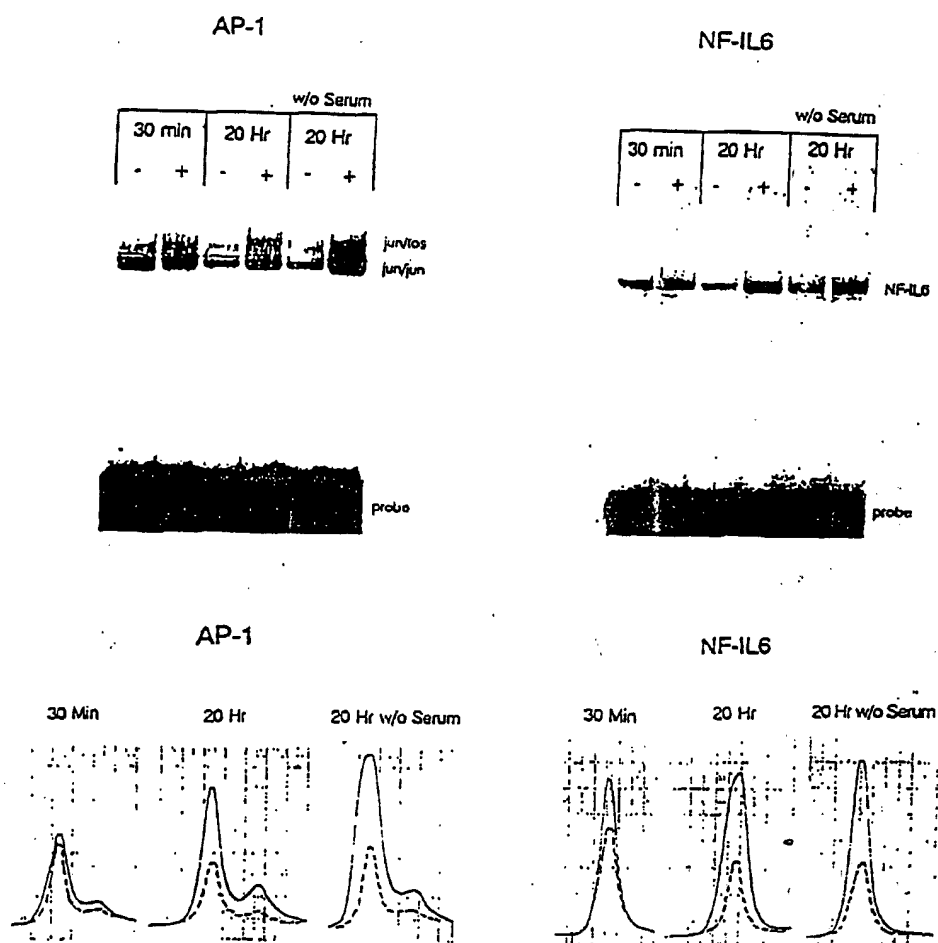 AP-1
w/o Serum
30 min 20 Hr 20 Hr
- + - + - +
jun/fos
jun/jun
probe
NF-IL6
w/o Serum
30 min 20 Hr 20 Hr
- + - + - +
NF-IL6
probe
AP-1
30 Min 20 Hr 20 Hr w/o Serum
NF-IL6
30 Min 20 Hr 20 Hr w/o Serum